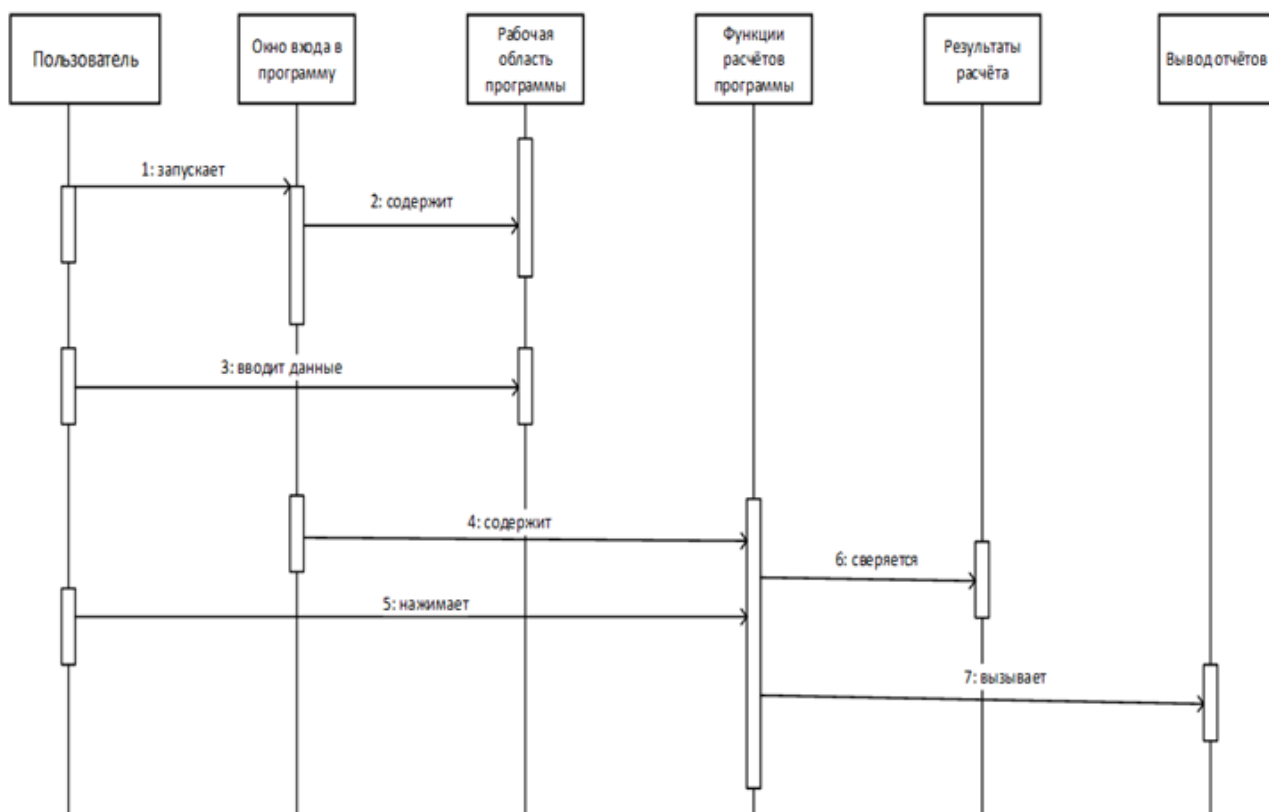 Пользователь
Окно входа в
программу
Рабочая
область
программы
Функции
расчётов
программы
Результаты
расчёта
Вывод отчётов
1: запускает
2: содержит
3: вводит данные
4: содержит
6: сверяется
5: нажимает
7: вызывает